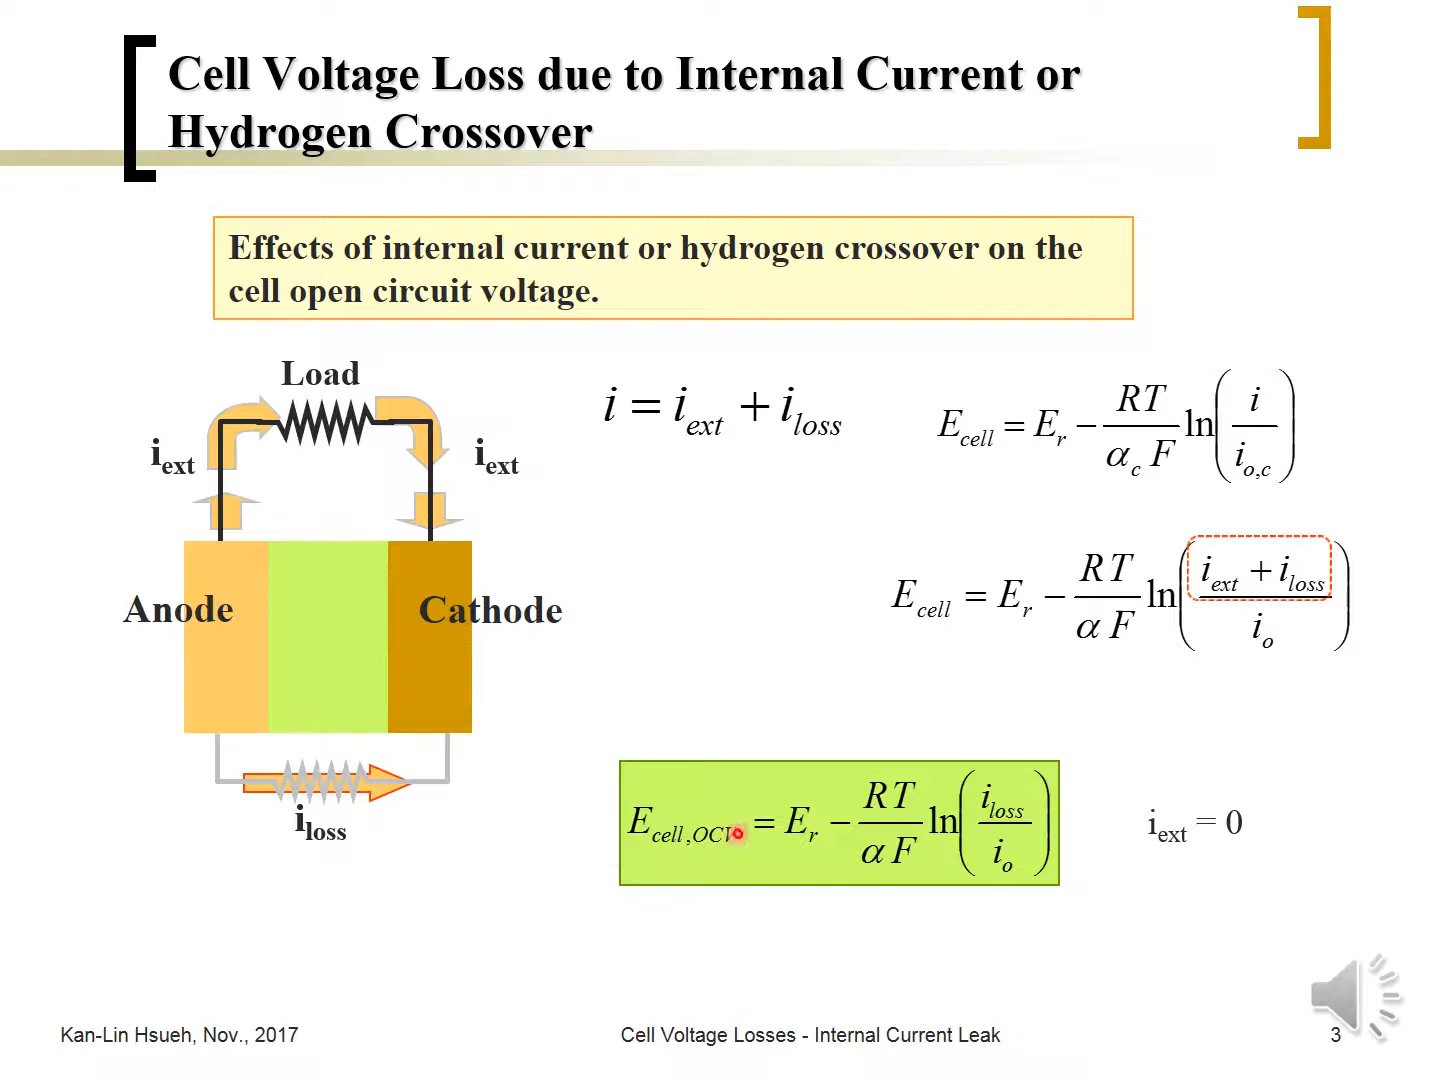 Cell Voltage Loss due to Internal Current or
Hydrogen Crossover
Effects of internal current or hydrogen crossover on the
cell open circuit voltage.
Load
i_ext
i_ext
Anode
Cathode
i_loss
i = i_ext + i_loss
E_cell = E_r − RT/(α_c F) ln(i/i_o,c)
E_cell = E_r − RT/(α F) ln((i_ext + i_loss)/i_o)
E_cell,OCV = E_r − RT/(α F) ln(i_loss/i_o)
i_ext = 0
Kan-Lin Hsueh, Nov., 2017
Cell Voltage Losses - Internal Current Leak
3